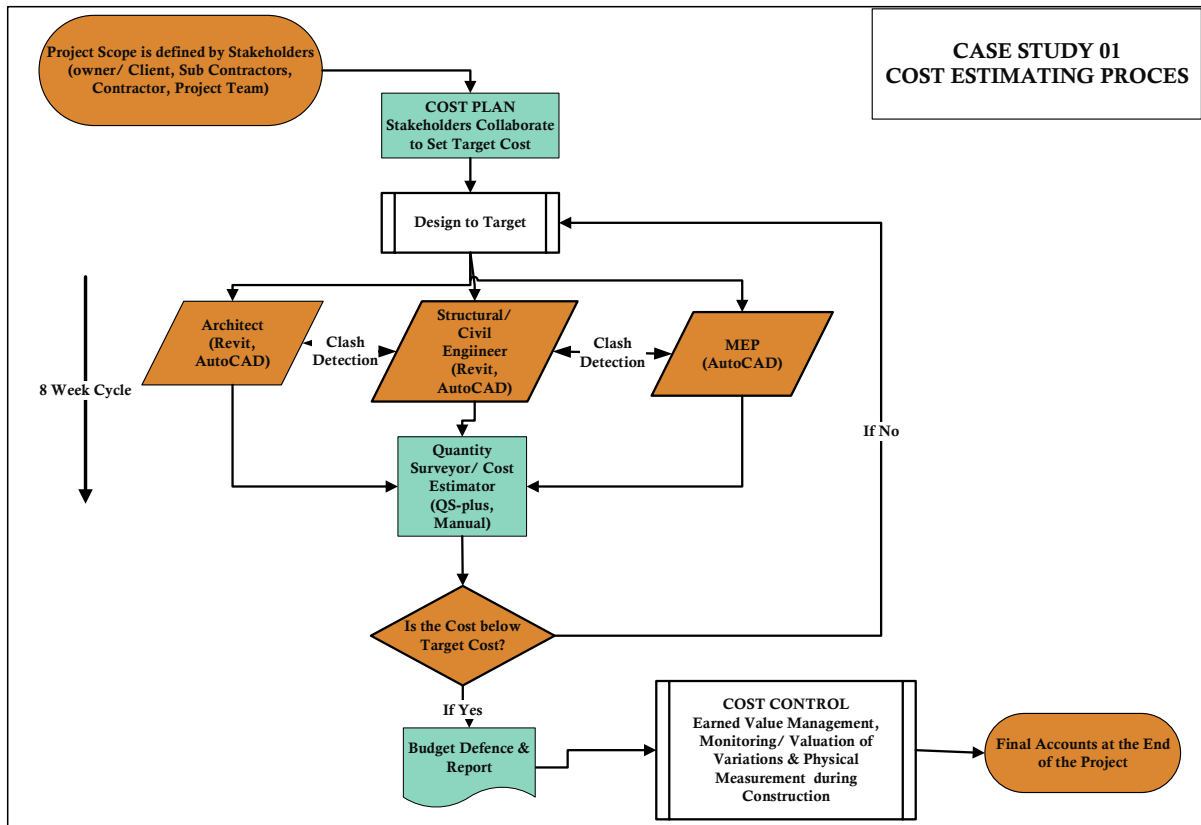 CASE STUDY 01
COST ESTIMATING PROCES
Project Scope is defined by Stakeholders
(owner/ Client, Sub Contractors,
Contractor, Project Team)
COST PLAN
Stakeholders Collaborate
to Set Target Cost
Design to Target
8 Week Cycle
Architect
(Revit,
AutoCAD)
Clash
Detection
Structural/
Civil
Engiineer
(Revit,
AutoCAD)
Clash
Detection
MEP
(AutoCAD)
If No
Quantity
Surveyor/ Cost
Estimator
(QS-plus,
Manual)
Is the Cost below
Target Cost?
If Yes
Budget Defence &
Report
COST CONTROL
Earned Value Management,
Monitoring/ Valuation of
Variations & Physical
Measurement during
Construction
Final Accounts at the End
of the Project